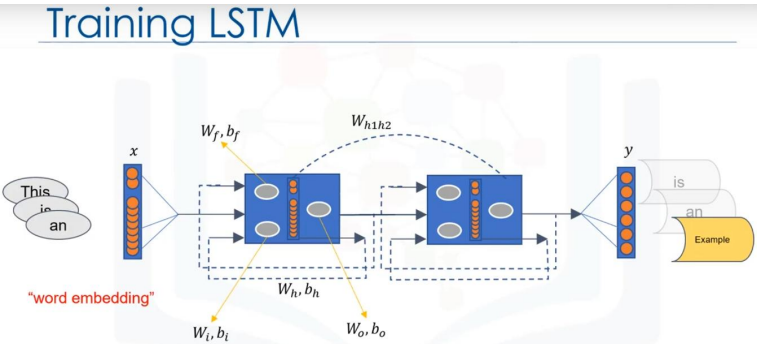 Training LSTM
W_f, b_f
W_h1h2
x
y
This
is
an
is
an
Example
"word embedding"
W_h, b_h
W_i, b_i
W_o, b_o